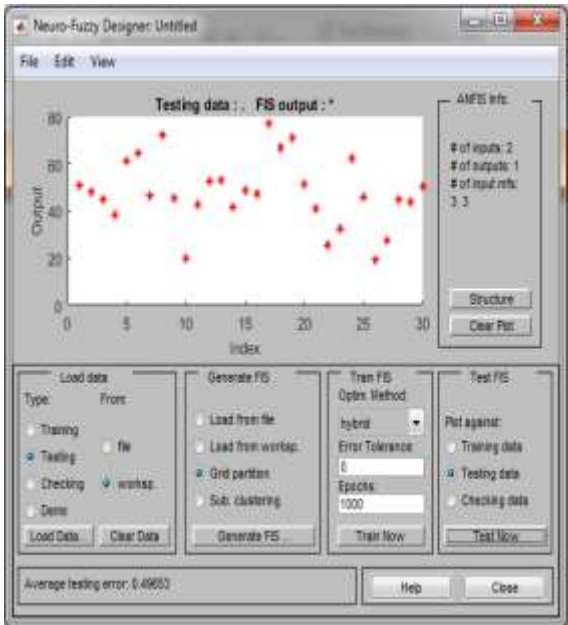 Neuro-Fuzzy Designer: Untitled
File Edit View
Testing data : . FIS output : *
80
60
40
20
0
Output
0 5 10 15 20 25 30
Index
ANFIS Info.
# of inputs: 2
# of outputs: 1
# of input mfs:
3 3
Structure
Clear Plot
Load data
Type: From:
Training
Testing
Checking
Demo
file
worksp.
Load Data... Clear Data
Generate FIS
Load from file
Load from worksp.
Grid partition
Sub. clustering
Generate FIS ...
Train FIS
Optim. Method:
hybrid
Error Tolerance:
0
Epochs:
1000
Train Now
Test FIS
Plot against:
Training data
Testing data
Checking data
Test Now
Average testing error: 0.49653
Help
Close